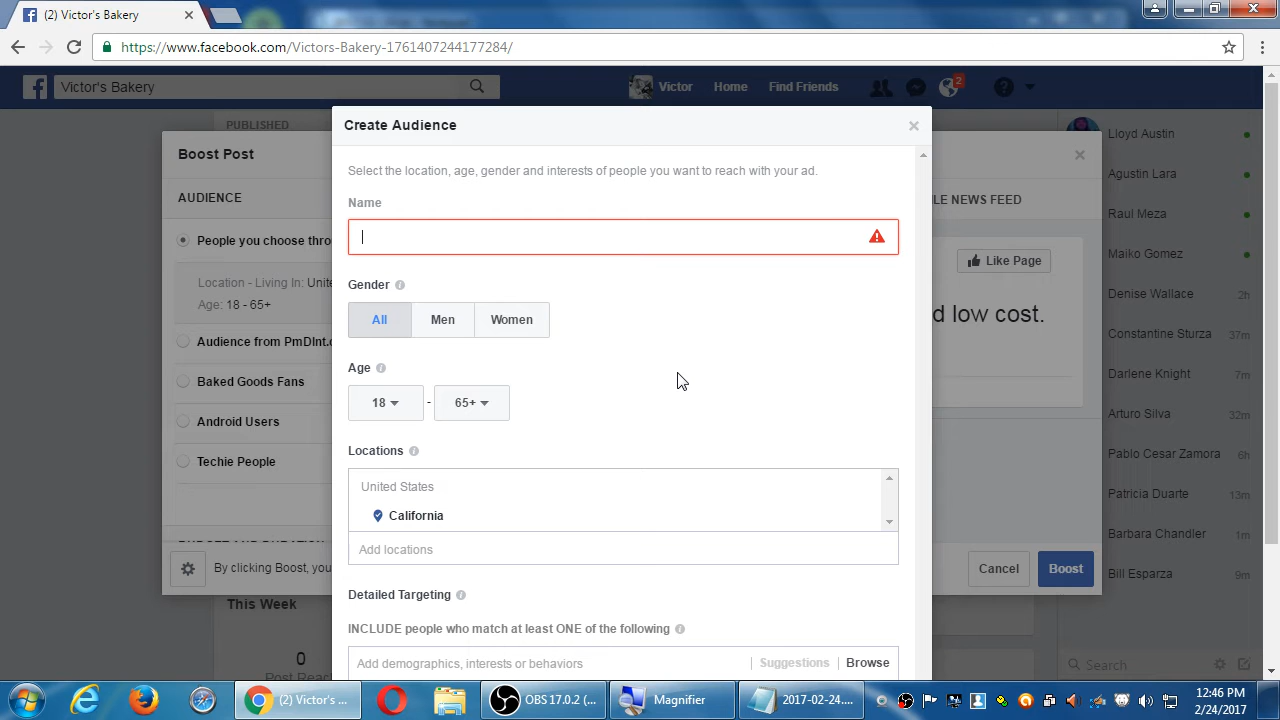 (2) Victor's Bakery
https://www.facebook.com/Victors-Bakery-1761407244177284/
Victor's Bakery
Victor
Home
Find Friends
2
PUBLISHED
Boost Post
AUDIENCE
People you choose thro
Location - Living In: Unite
Age: 18 - 65+
Audience from PmDInt.c
Baked Goods Fans
Android Users
Techie People
By clicking Boost, you
This Week
0
Create Audience
Select the location, age, gender and interests of people you want to reach with your ad.
Name
Gender
All
Men
Women
Age
18
-
65+
Locations
United States
California
Add locations
Detailed Targeting
INCLUDE people who match at least ONE of the following
Add demographics, interests or behaviors
Suggestions
Browse
LE NEWS FEED
Like Page
d low cost.
Cancel
Boost
Lloyd Austin
Agustin Lara
Raul Meza
Maiko Gomez
Denise Wallace 2h
Constantine Sturza 37m
Darlene Knight 7m
Arturo Silva 32m
Pablo Cesar Zamora 6h
Patricia Duarte 13m
Barbara Chandler 1m
Bill Esparza 9m
Search
(2) Victor's ...
OBS 17.0.2 (...
Magnifier
2017-02-24....
12:46 PM
2/24/2017